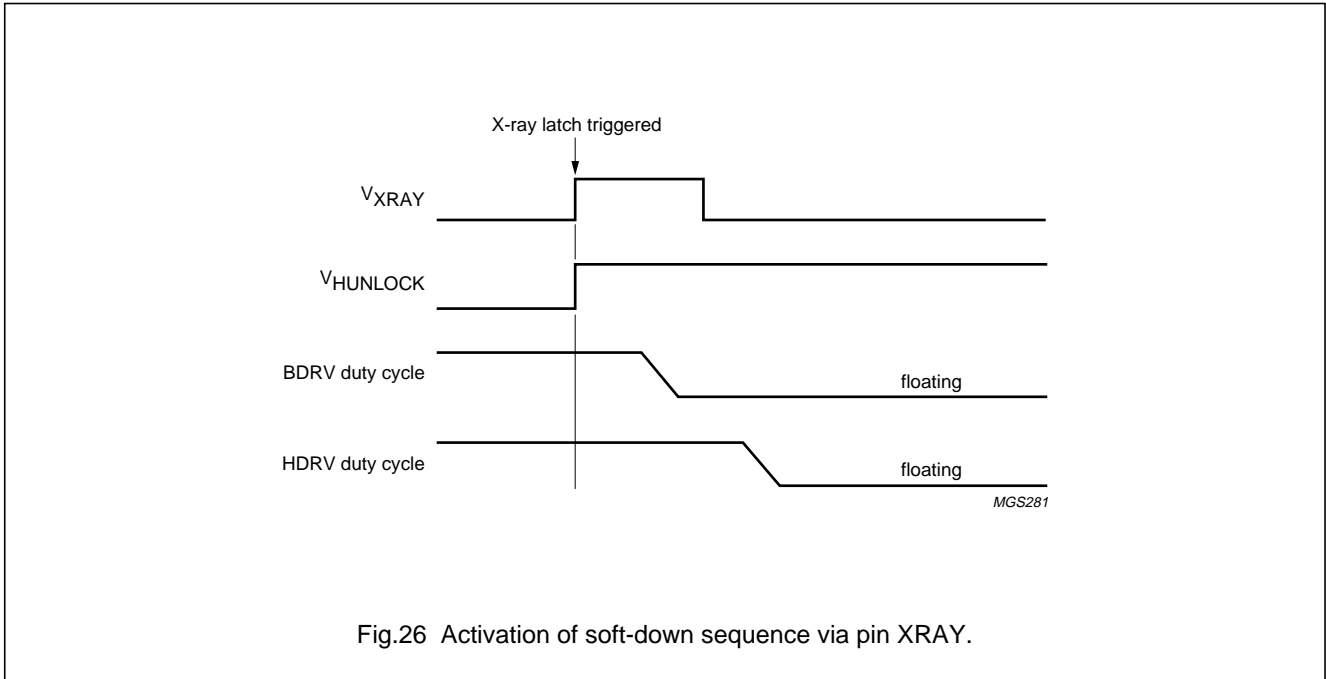 X-ray latch triggered
VXRAY
VHUNLOCK
BDRV duty cycle
floating
HDRV duty cycle
floating
MGS281
Fig.26 Activation of soft-down sequence via pin XRAY.